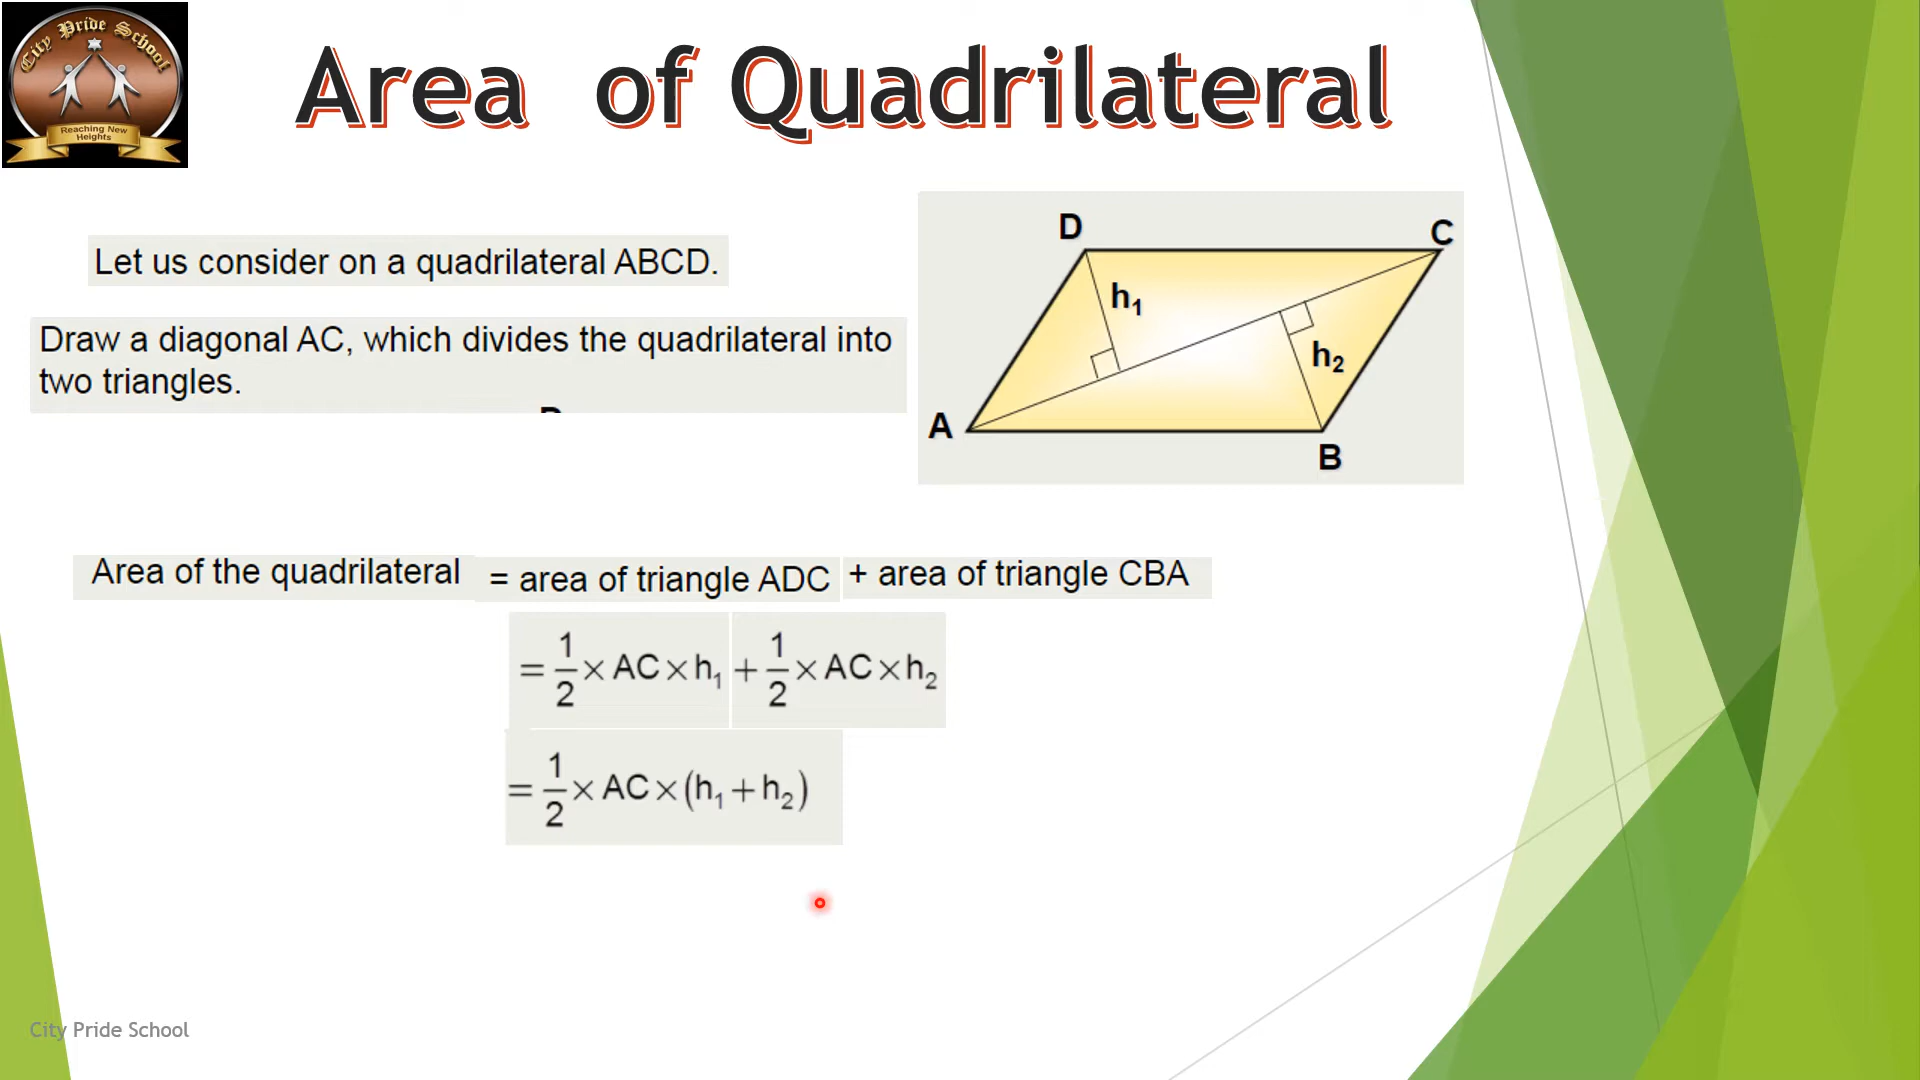 City Pride School
Reaching New
Heights
Area of Quadrilateral
Let us consider on a quadrilateral ABCD.
Draw a diagonal AC, which divides the quadrilateral into
two triangles.
D
C
h₁
h₂
A
B
Area of the quadrilateral = area of triangle ADC + area of triangle CBA
= 1/2 × AC × h₁ + 1/2 × AC × h₂
= 1/2 × AC × (h₁ + h₂)
City Pride School